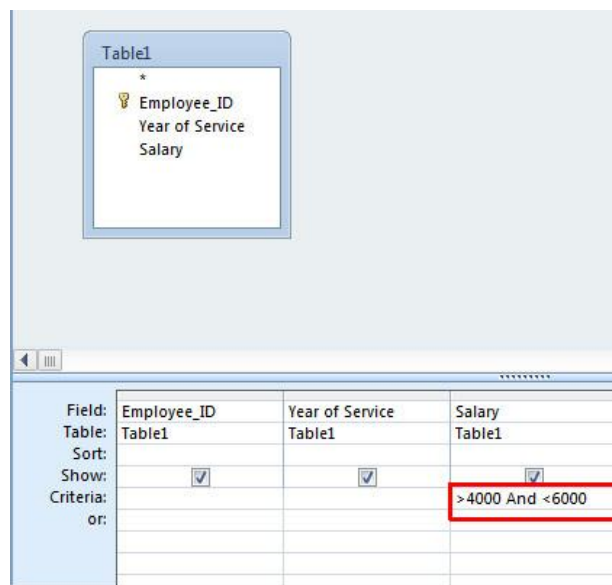 Table1
*
Employee_ID
Year of Service
Salary
Field: Employee_ID Year of Service Salary
Table: Table1 Table1 Table1
Sort:
Show:
Criteria: >4000 And <6000
or: